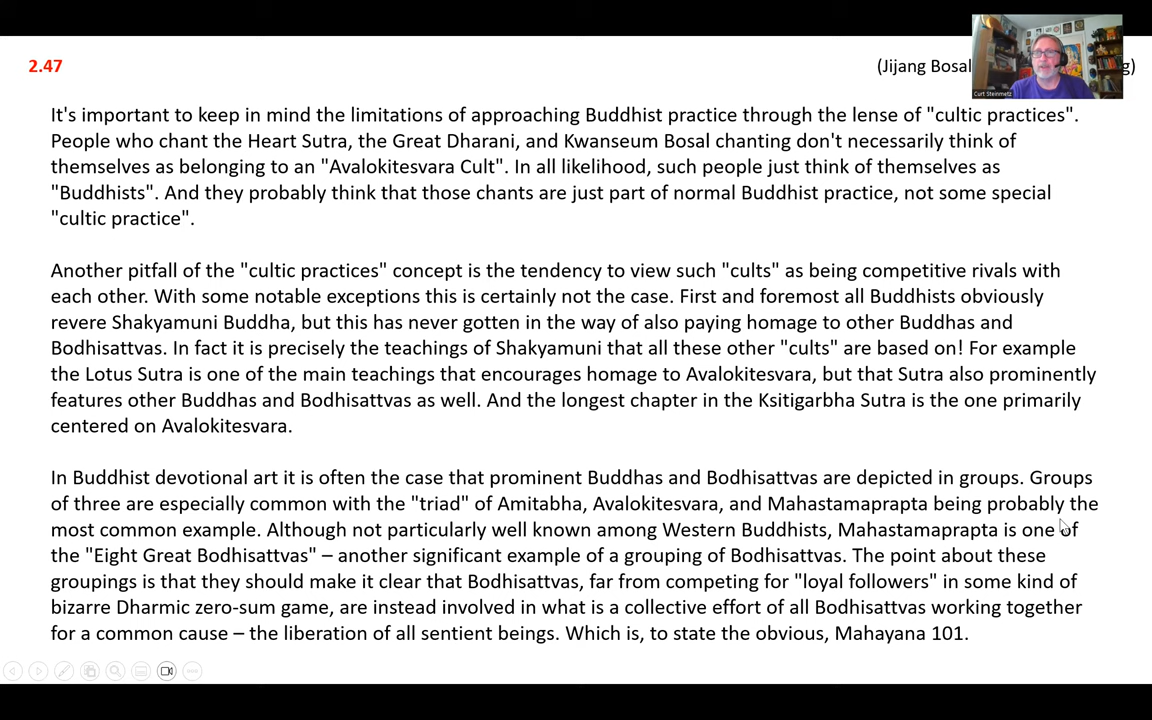 2.47
(Jijang Bosal g)
It's important to keep in mind the limitations of approaching Buddhist practice through the lense of "cultic practices".
People who chant the Heart Sutra, the Great Dharani, and Kwanseum Bosal chanting don't necessarily think of
themselves as belonging to an "Avalokitesvara Cult". In all likelihood, such people just think of themselves as
"Buddhists". And they probably think that those chants are just part of normal Buddhist practice, not some special
"cultic practice".
Another pitfall of the "cultic practices" concept is the tendency to view such "cults" as being competitive rivals with
each other. With some notable exceptions this is certainly not the case. First and foremost all Buddhists obviously
revere Shakyamuni Buddha, but this has never gotten in the way of also paying homage to other Buddhas and
Bodhisattvas. In fact it is precisely the teachings of Shakyamuni that all these other "cults" are based on! For example
the Lotus Sutra is one of the main teachings that encourages homage to Avalokitesvara, but that Sutra also prominently
features other Buddhas and Bodhisattvas as well. And the longest chapter in the Ksitigarbha Sutra is the one primarily
centered on Avalokitesvara.
In Buddhist devotional art it is often the case that prominent Buddhas and Bodhisattvas are depicted in groups. Groups
of three are especially common with the "triad" of Amitabha, Avalokitesvara, and Mahastamaprapta being probably the
most common example. Although not particularly well known among Western Buddhists, Mahastamaprapta is one of
the "Eight Great Bodhisattvas" – another significant example of a grouping of Bodhisattvas. The point about these
groupings is that they should make it clear that Bodhisattvas, far from competing for "loyal followers" in some kind of
bizarre Dharmic zero-sum game, are instead involved in what is a collective effort of all Bodhisattvas working together
for a common cause – the liberation of all sentient beings. Which is, to state the obvious, Mahayana 101.
Curt Steinmetz